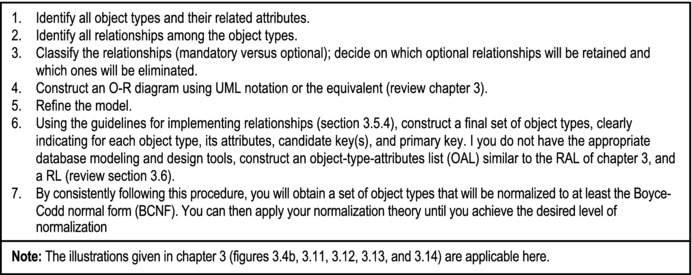 1. Identify all object types and their related attributes.
2. Identify all relationships among the object types.
3. Classify the relationships (mandatory versus optional); decide on which optional relationships will be retained and
which ones will be eliminated.
4. Construct an O-R diagram using UML notation or the equivalent (review chapter 3).
5. Refine the model.
6. Using the guidelines for implementing relationships (section 3.5.4), construct a final set of object types, clearly
indicating for each object type, its attributes, candidate key(s), and primary key. I you do not have the appropriate
database modeling and design tools, construct an object-type-attributes list (OAL) similar to the RAL of chapter 3, and
a RL (review section 3.6).
7. By consistently following this procedure, you will obtain a set of object types that will be normalized to at least the Boyce-
Codd normal form (BCNF). You can then apply your normalization theory until you achieve the desired level of
normalization
Note: The illustrations given in chapter 3 (figures 3.4b, 3.11, 3.12, 3.13, and 3.14) are applicable here.